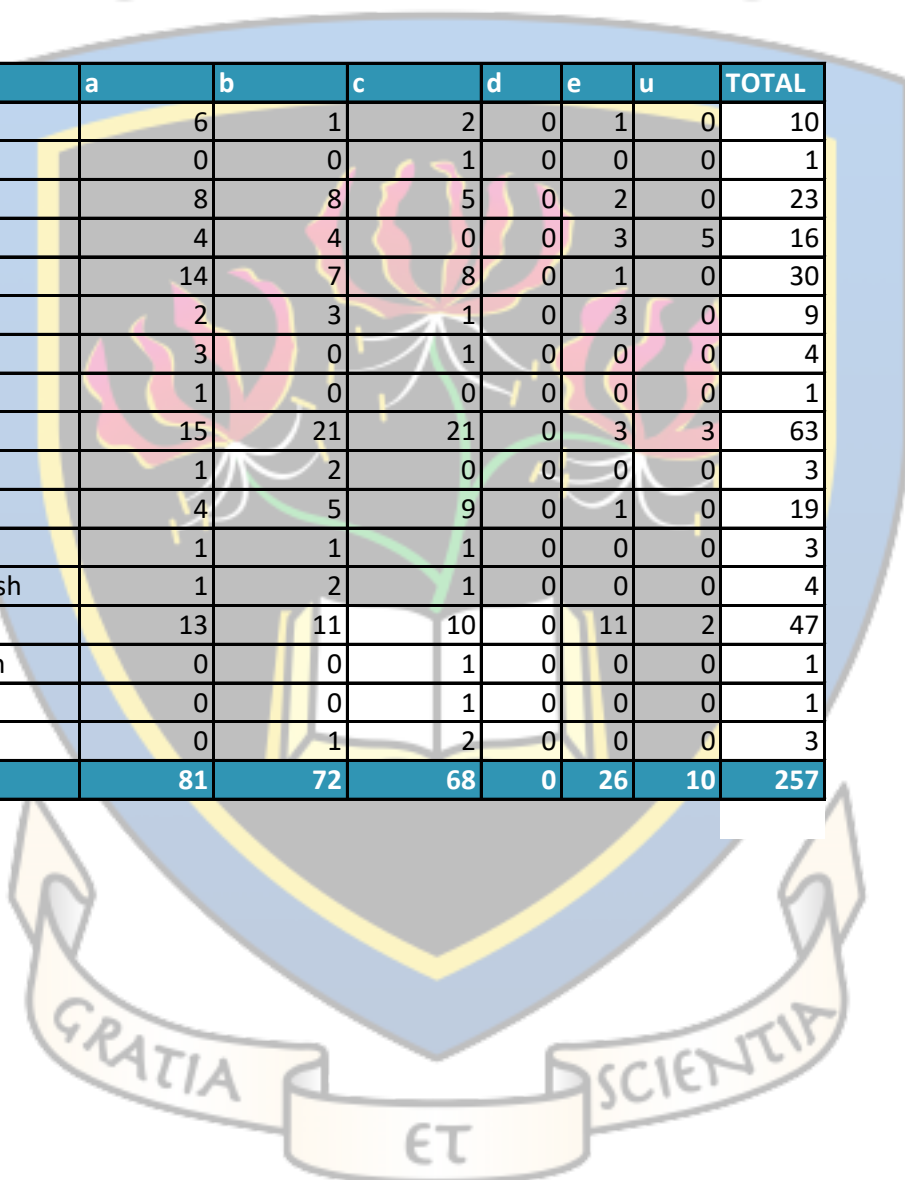 a b c d e u TOTAL
6 1 2 0 1 0 10
0 0 1 0 0 0 1
8 8 5 0 2 0 23
4 4 0 0 3 5 16
14 7 8 0 1 0 30
2 3 1 0 3 0 9
3 0 1 0 0 0 4
1 0 0 0 0 0 1
15 21 21 0 3 3 63
1 2 0 0 0 0 3
4 5 9 0 1 0 19
1 1 1 0 0 0 3
sh 1 2 1 0 0 0 4
13 11 10 0 11 2 47
0 0 1 0 0 0 1
0 0 1 0 0 0 1
0 1 2 0 0 0 3
81 72 68 0 26 10 257
GRATIA ET SCIENTIA